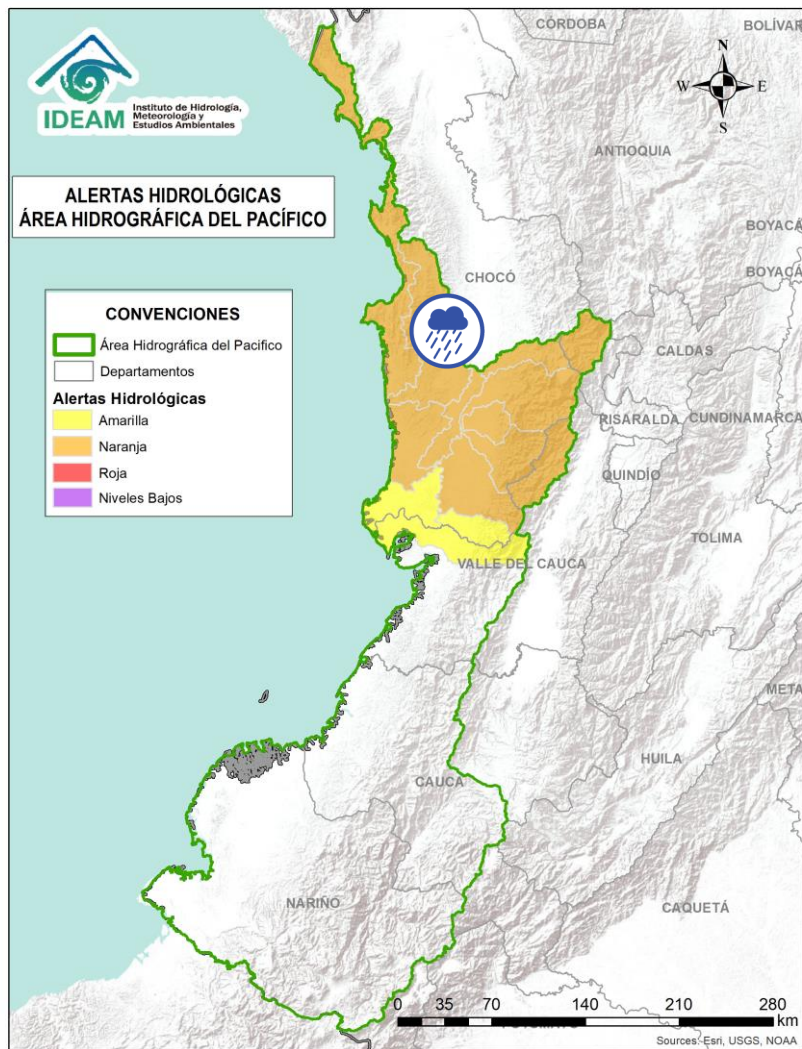 IDEAM
Instituto de Hidrología,
Meteorología y
Estudios Ambientales
ALERTAS HIDROLÓGICAS
ÁREA HIDROGRÁFICA DEL PACÍFICO
CONVENCIONES
Área Hidrográfica del Pacifico
Departamentos
Alertas Hidrológicas
Amarilla
Naranja
Roja
Niveles Bajos
N
W
E
S
CÓRDOBA
BOLÍVAR
ANTIOQUIA
BOYACÁ
BOYACÁ
CHOCÓ
CALDAS
RISARALDA
CUNDINAMARCA
QUINDÍO
TOLIMA
VALLE DEL CAUCA
META
HUILA
CAUCA
NARIÑO
CAQUETÁ
0 35 70 140 210 280
km
Sources: Esri, USGS, NOAA